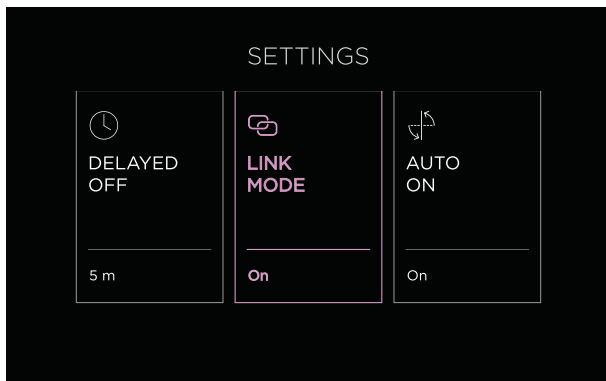 SETTINGS
DELAYED
OFF
5 m
LINK
MODE
On
AUTO
ON
On